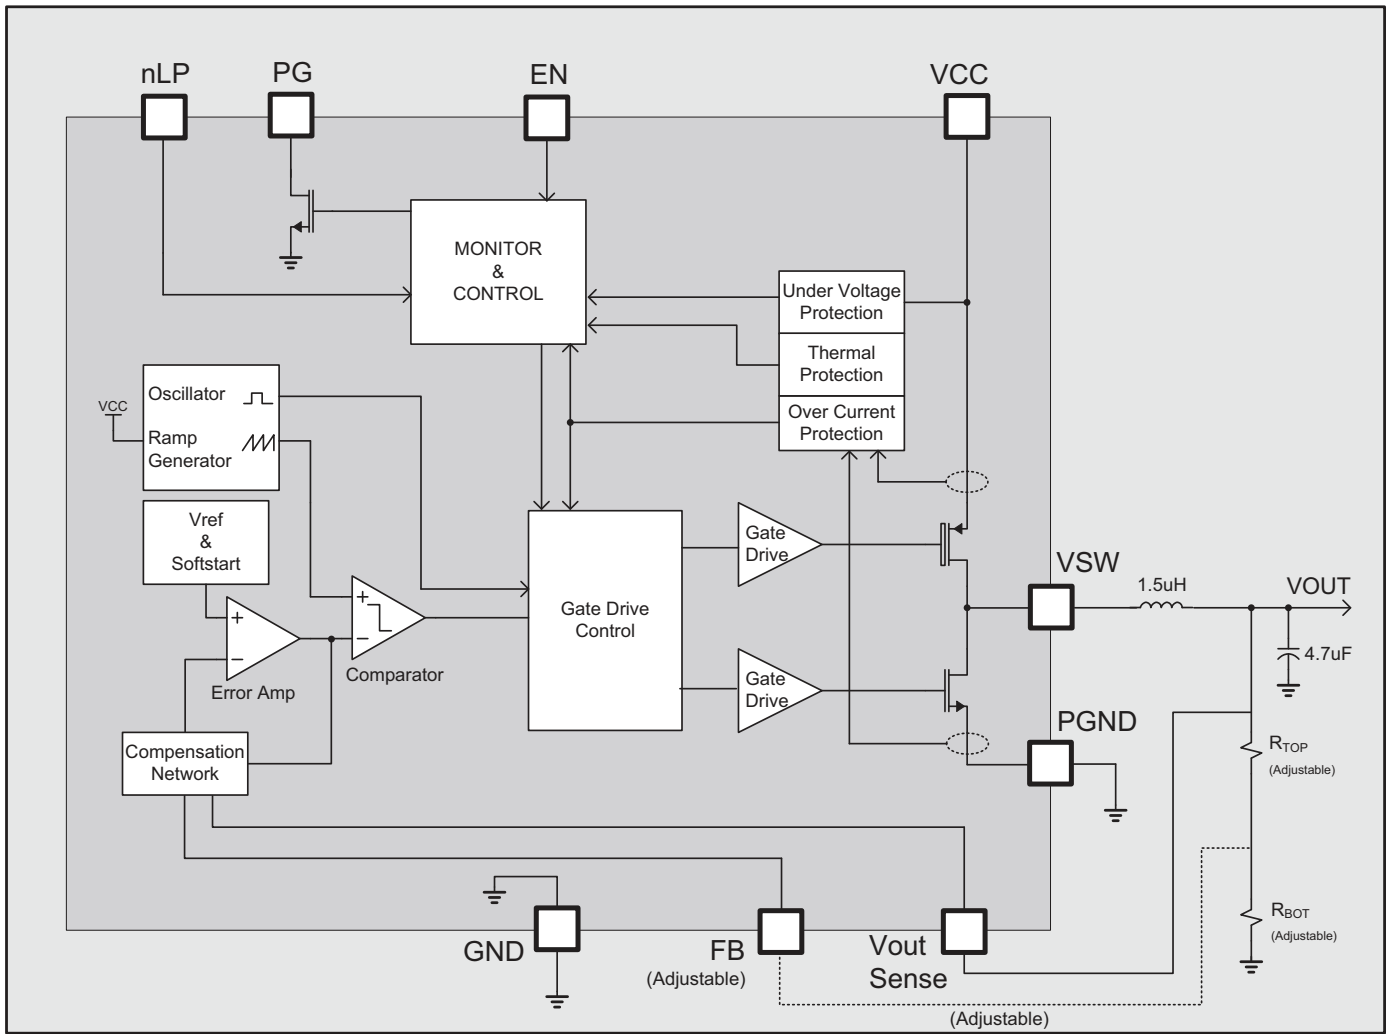 nLP
PG
EN
VCC
MONITOR
&
CONTROL
Under Voltage
Protection
Thermal
Protection
Over Current
Protection
Oscillator
VCC
Ramp
Generator
Vref
&
Softstart
Gate
Drive
VSW
1.5uH
VOUT
+
+
−
−
Gate Drive
Control
4.7uF
Comparator
Error Amp
Gate
Drive
PGND
RTOP
(Adjustable)
Compensation
Network
RBOT
(Adjustable)
GND
FB
(Adjustable)
Vout
Sense
(Adjustable)